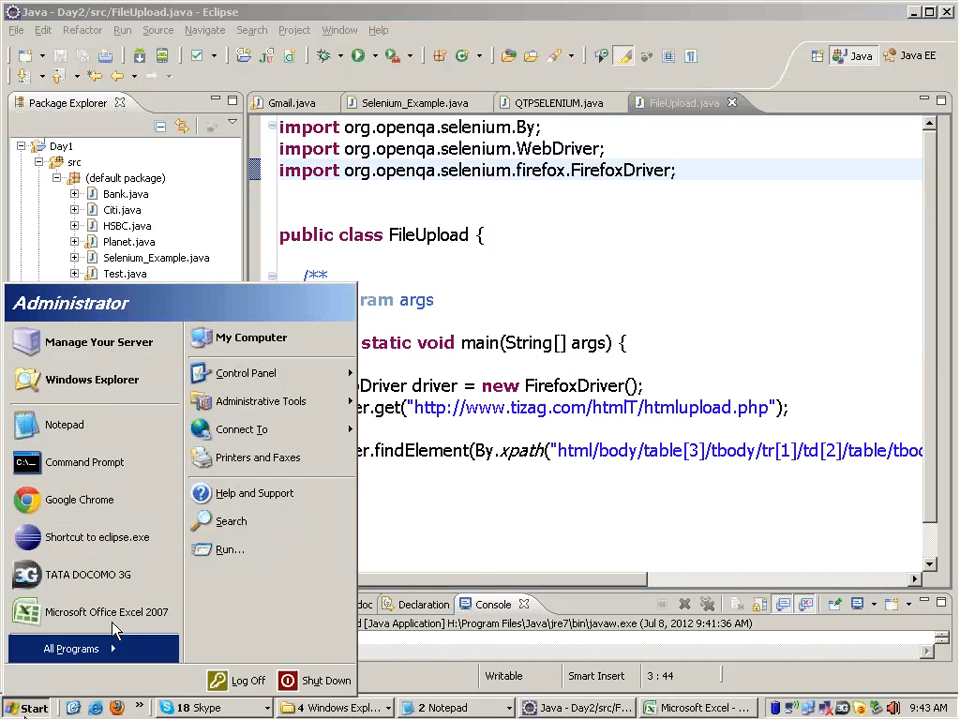 Java - Day2/src/FileUpload.java - Eclipse
File Edit Refactor Run Source Navigate Search Project Window Help
Java Java EE
Package Explorer
Gmail.java Selenium_Example.java QTPSELENIUM.java FileUpload.java
Day1
src
(default package)
Bank.java
Citi.java
HSBC.java
Planet.java
Selenium_Example.java
Test.java
import org.openqa.selenium.By;
import org.openqa.selenium.WebDriver;
import org.openqa.selenium.firefox.FirefoxDriver;
public class FileUpload {
/**
ram args
static void main(String[] args) {
Driver driver = new FirefoxDriver();
er.get("http://www.tizag.com/htmlT/htmlupload.php");
er.findElement(By.xpath("html/body/table[3]/tbody/tr[1]/td[2]/table/tboo
Administrator
Manage Your Server
Windows Explorer
Notepad
Command Prompt
Google Chrome
Shortcut to eclipse.exe
TATA DOCOMO 3G
Microsoft Office Excel 2007
All Programs
My Computer
Control Panel
Administrative Tools
Connect To
Printers and Faxes
Help and Support
Search
Run...
Log Off Shut Down
doc Declaration Console
d [Java Application] H:\Program Files\Java\jre7\bin\javaw.exe (Jul 8, 2012 9:41:36 AM)
Writable Smart Insert 3 : 44
Start 18 Skype 4 Windows Expl... 2 Notepad Java - Day2/src/F... Microsoft Excel - ... 9:43 AM